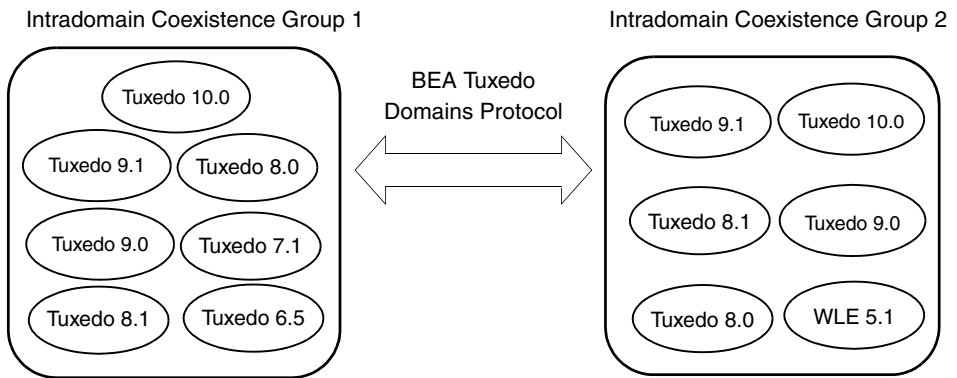 Intradomain Coexistence Group 1
Intradomain Coexistence Group 2
BEA Tuxedo
Domains Protocol
Tuxedo 10.0
Tuxedo 9.1
Tuxedo 8.0
Tuxedo 9.0
Tuxedo 7.1
Tuxedo 8.1
Tuxedo 6.5
Tuxedo 9.1
Tuxedo 10.0
Tuxedo 8.1
Tuxedo 9.0
Tuxedo 8.0
WLE 5.1